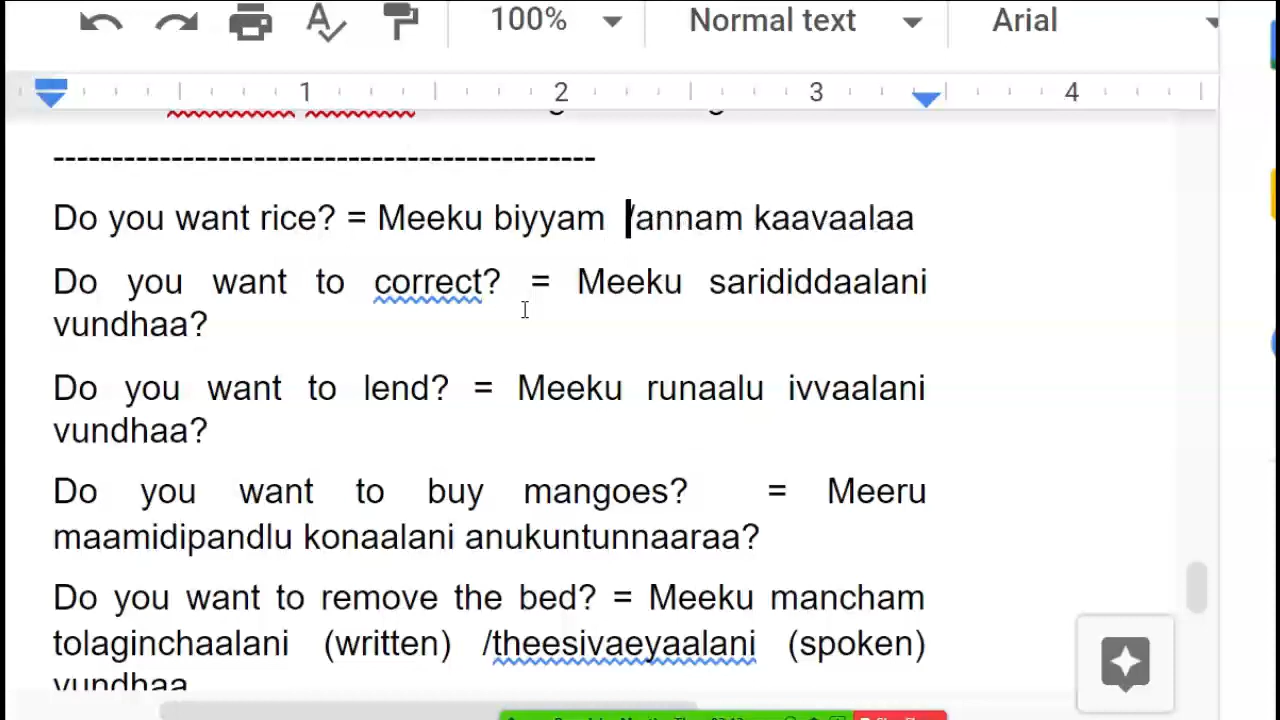 100% Normal text Arial
1 2 3 4
----------------------------------------------
Do you want rice? = Meeku biyyam /annam kaavaalaa
Do you want to correct? = Meeku sarididdaalani
vundhaa?
Do you want to lend? = Meeku runaalu ivvaalani
vundhaa?
Do you want to buy mangoes? = Meeru
maamidipandlu konaalani anukuntunnaaraa?
Do you want to remove the bed? = Meeku mancham
tolaginchaalani (written) /theesivaeyaalani (spoken)
vundhaa